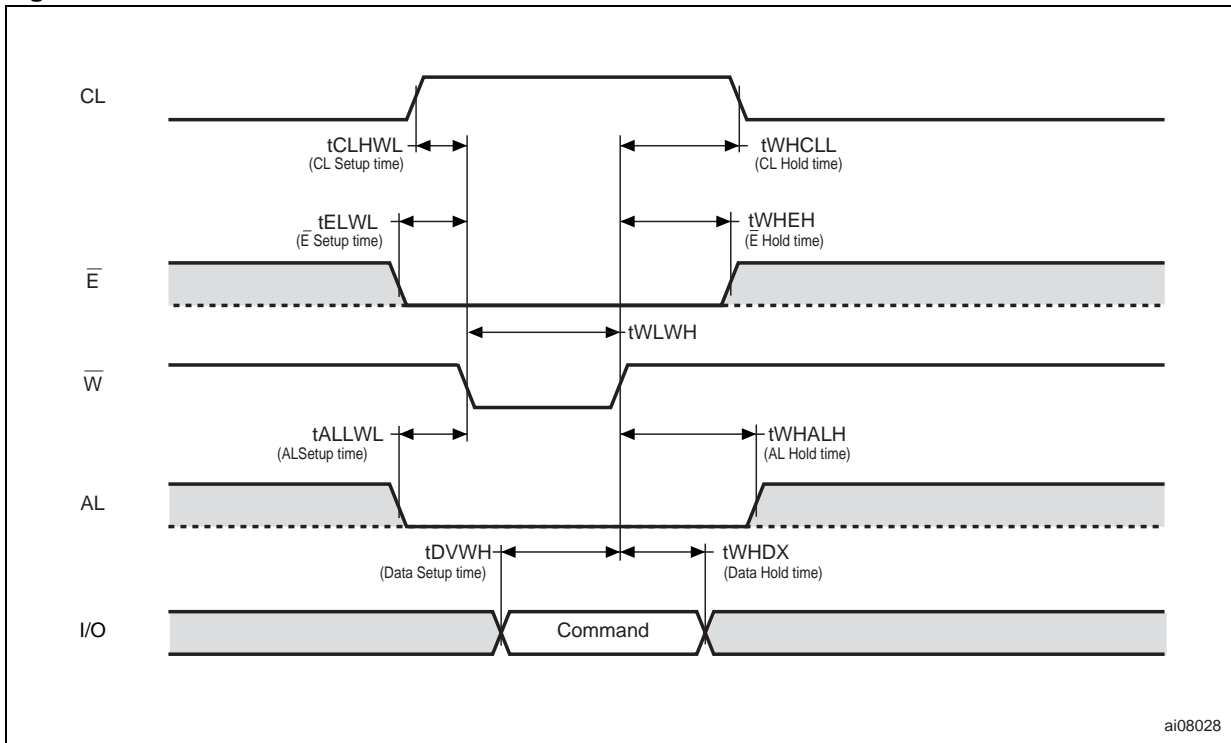 CL
tCLHWL
(CL Setup time)
tWHCLL
(CL Hold time)
tELWL
(E̅ Setup time)
tWHEH
(E̅ Hold time)
E̅
tWLWH
W̅
tALLWL
(ALSetup time)
tWHALH
(AL Hold time)
AL
tDVWH
(Data Setup time)
tWHDX
(Data Hold time)
I/O
Command
ai08028